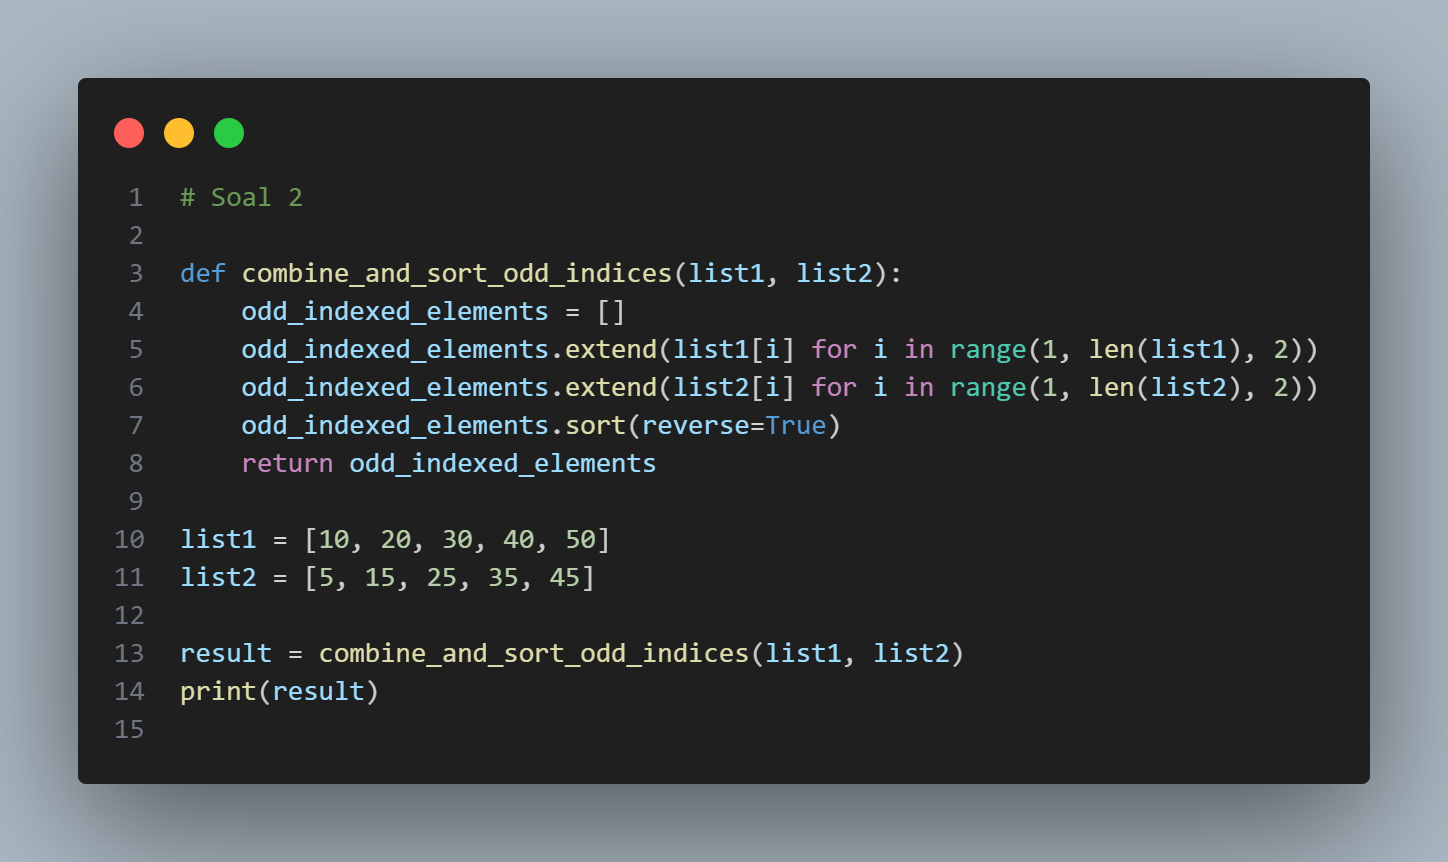 1 # Soal 2
2
3 def combine_and_sort_odd_indices(list1, list2):
4     odd_indexed_elements = []
5     odd_indexed_elements.extend(list1[i] for i in range(1, len(list1), 2))
6     odd_indexed_elements.extend(list2[i] for i in range(1, len(list2), 2))
7     odd_indexed_elements.sort(reverse=True)
8     return odd_indexed_elements
9
10 list1 = [10, 20, 30, 40, 50]
11 list2 = [5, 15, 25, 35, 45]
12
13 result = combine_and_sort_odd_indices(list1, list2)
14 print(result)
15